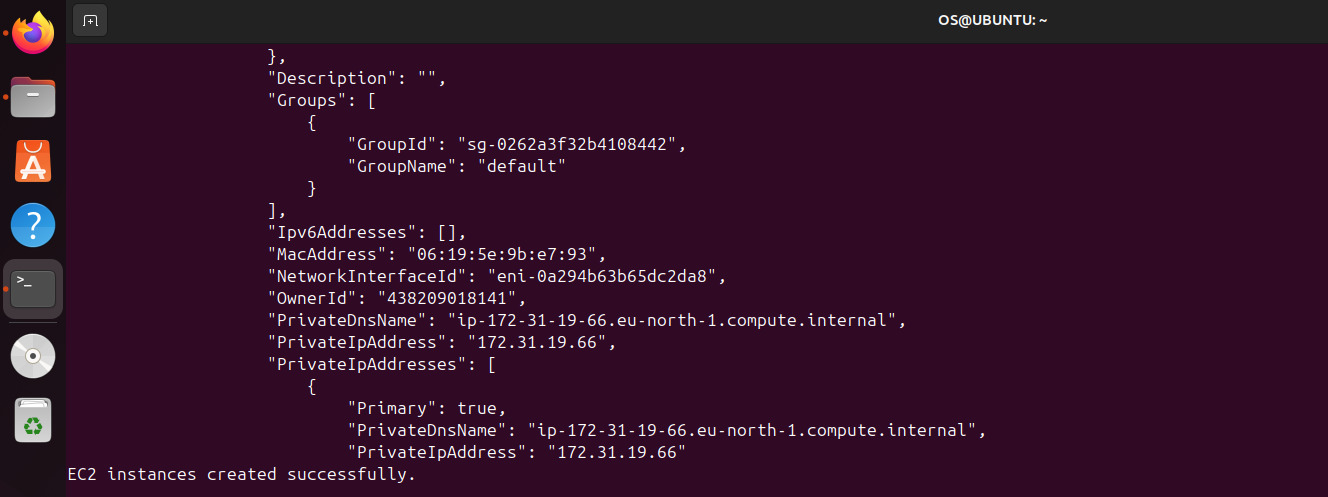 OS@UBUNTU: ~
},
"Description": "",
"Groups": [
{
"GroupId": "sg-0262a3f32b4108442",
"GroupName": "default"
}
],
"Ipv6Addresses": [],
"MacAddress": "06:19:5e:9b:e7:93",
"NetworkInterfaceId": "eni-0a294b63b65dc2da8",
"OwnerId": "438209018141",
"PrivateDnsName": "ip-172-31-19-66.eu-north-1.compute.internal",
"PrivateIpAddress": "172.31.19.66",
"PrivateIpAddresses": [
{
"Primary": true,
"PrivateDnsName": "ip-172-31-19-66.eu-north-1.compute.internal",
"PrivateIpAddress": "172.31.19.66"
EC2 instances created successfully.